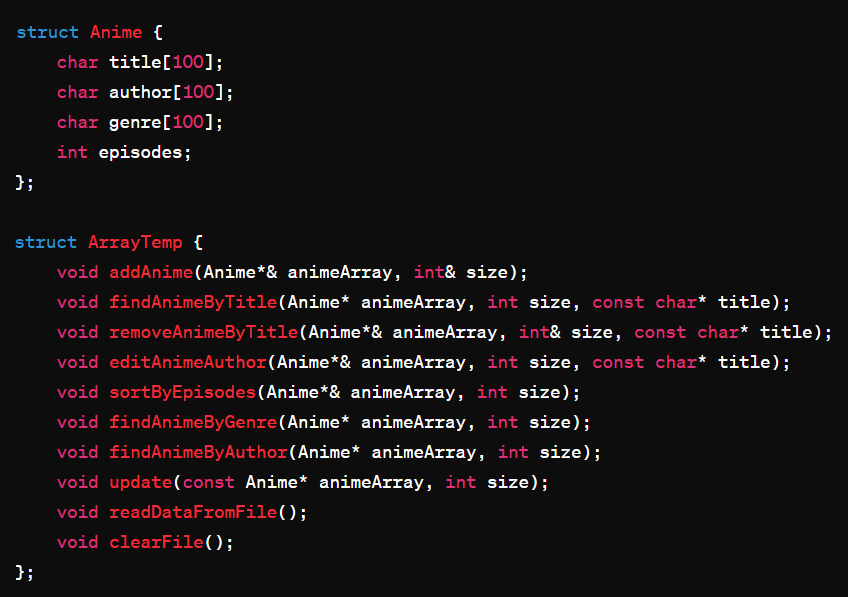 struct Anime {
    char title[100];
    char author[100];
    char genre[100];
    int episodes;
};

struct ArrayTemp {
    void addAnime(Anime*& animeArray, int& size);
    void findAnimeByTitle(Anime* animeArray, int size, const char* title);
    void removeAnimeByTitle(Anime*& animeArray, int& size, const char* title);
    void editAnimeAuthor(Anime*& animeArray, int size, const char* title);
    void sortByEpisodes(Anime*& animeArray, int size);
    void findAnimeByGenre(Anime* animeArray, int size);
    void findAnimeByAuthor(Anime* animeArray, int size);
    void update(const Anime* animeArray, int size);
    void readDataFromFile();
    void clearFile();
};